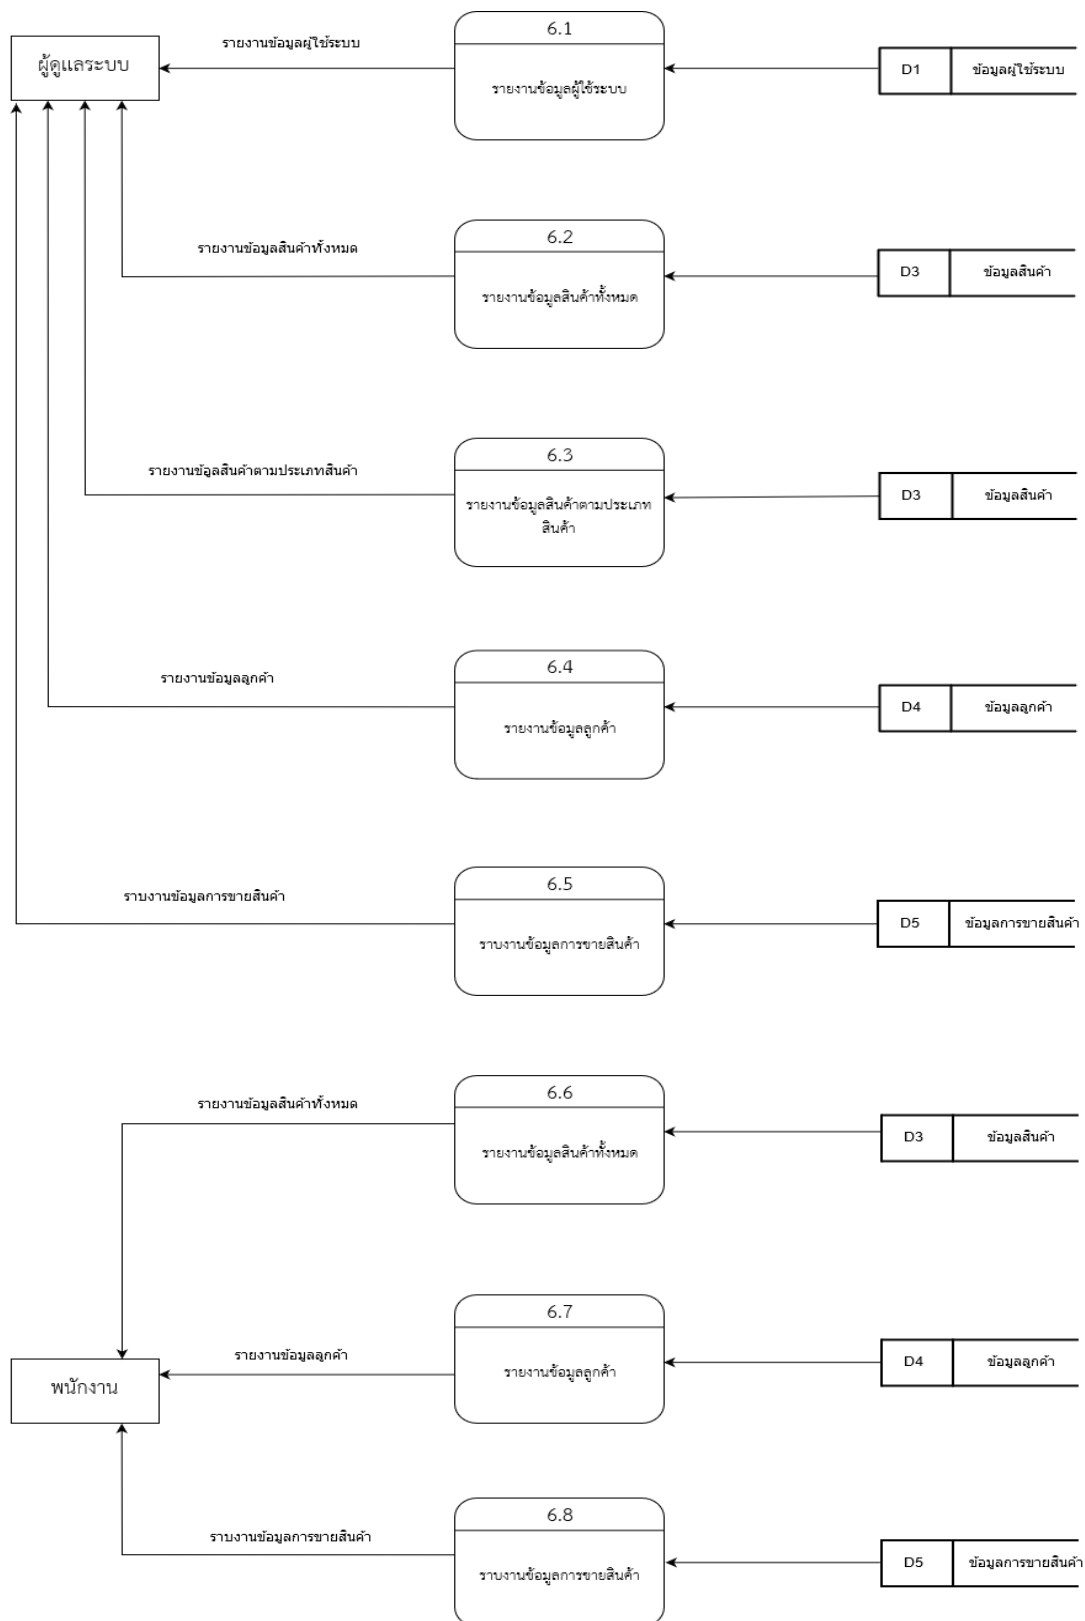 6.1
รายงานข้อมูลผู้ใช้ระบบ
ผู้ดูแลระบบ
D1
ข้อมูลผู้ใช้ระบบ
รายงานข้อมูลผู้ใช้ระบบ
6.2
รายงานข้อมูลสินค้าทั้งหมด
D3
ข้อมูลสินค้า
รายงานข้อมูลสินค้าทั้งหมด
6.3
รายงานข้อูลสินค้าตามประเภทสินค้า
D3
ข้อมูลสินค้า
รายงานข้อมูลสินค้าตามประเภท
สินค้า
6.4
รายงานข้อมูลลูกค้า
D4
ข้อมูลลูกค้า
รายงานข้อมูลลูกค้า
6.5
ราบงานข้อมูลการขายสินค้า
D5
ข้อมูลการขายสินค้า
ราบงานข้อมูลการขายสินค้า
6.6
รายงานข้อมูลสินค้าทั้งหมด
D3
ข้อมูลสินค้า
รายงานข้อมูลสินค้าทั้งหมด
6.7
รายงานข้อมูลลูกค้า
D4
ข้อมูลลูกค้า
รายงานข้อมูลลูกค้า
พนักงาน
6.8
ราบงานข้อมูลการขายสินค้า
D5
ข้อมูลการขายสินค้า
ราบงานข้อมูลการขายสินค้า